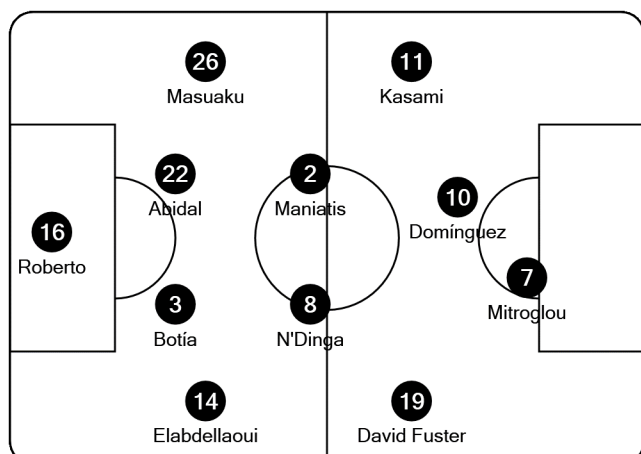 26
Masuaku
11
Kasami
22
Abidal
2
Maniatis
10
Domínguez
16
Roberto
7
Mitroglou
3
Botía
8
N'Dinga
14
Elabdellaoui
19
David Fuster